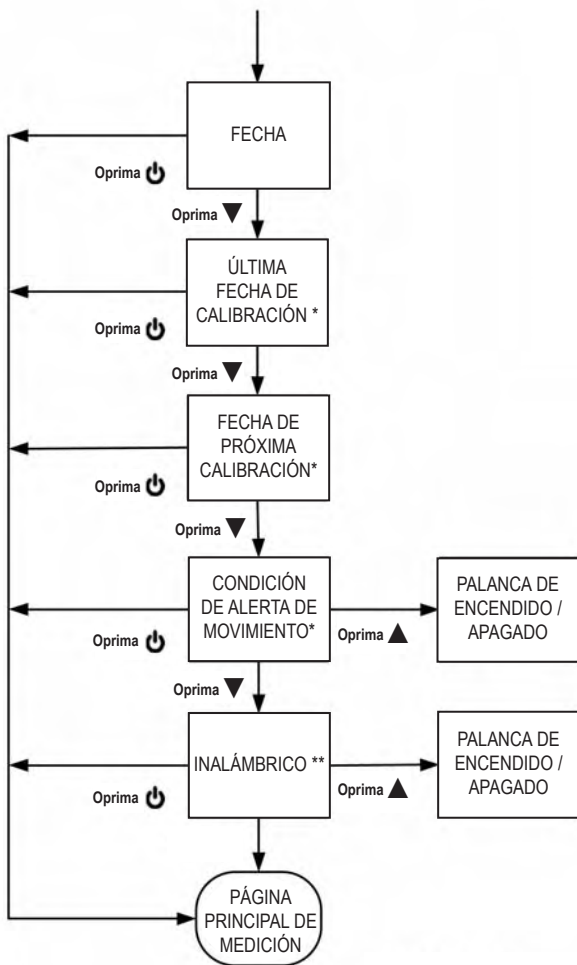 FECHA
Oprima
Oprima
ÚLTIMA
FECHA DE
CALIBRACIÓN *
Oprima
Oprima
FECHA DE
PRÓXIMA
CALIBRACIÓN*
Oprima
Oprima
CONDICIÓN
DE ALERTA DE
MOVIMIENTO*
Oprima
Oprima
PALANCA DE
ENCENDIDO /
APAGADO
Oprima
INALÁMBRICO **
Oprima
Oprima
PALANCA DE
ENCENDIDO /
APAGADO
PÁGINA
PRINCIPAL DE
MEDICIÓN